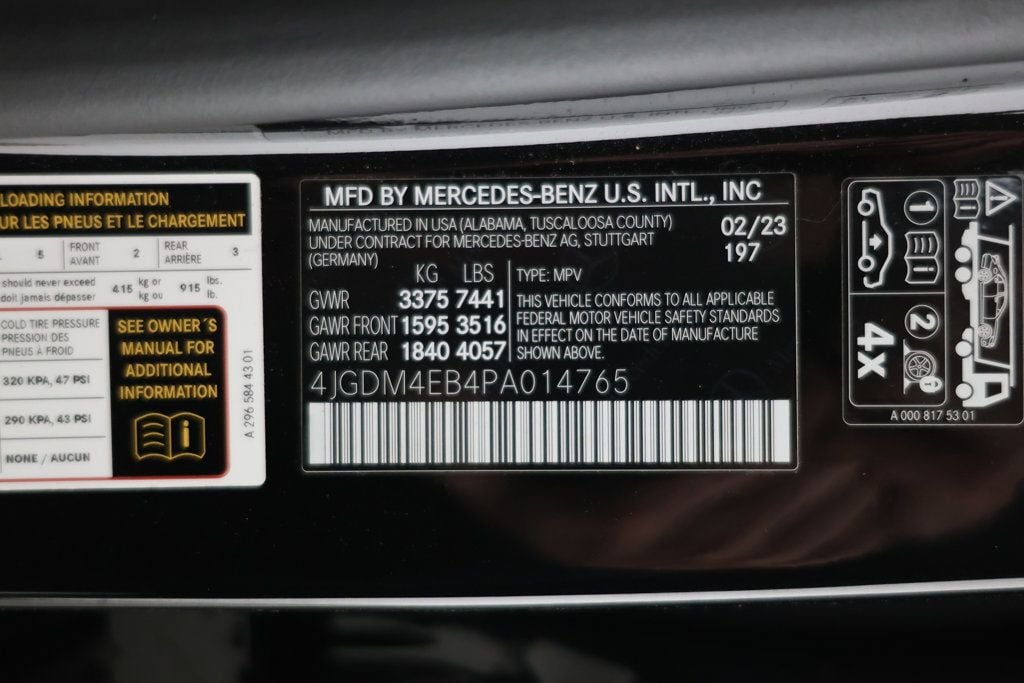 LOADING INFORMATION
UR LES PNEUS ET LE CHARGEMENT
5 FRONT AVANT 2 REAR ARRIÈRE 3
should never exceed 415 kg or 915 lbs.
doit jamais dépasser kg ou lb.
COLD TIRE PRESSURE
PRESSION DES
PNEUS À FROID
320 KPA, 47 PSI
290 KPA, 43 PSI
NONE / AUCUN
SEE OWNER´S
MANUAL FOR
ADDITIONAL
INFORMATION
i
A 296 584 43 01
MFD BY MERCEDES-BENZ U.S. INTL., INC
MANUFACTURED IN USA (ALABAMA, TUSCALOOSA COUNTY)
UNDER CONTRACT FOR MERCEDES-BENZ AG, STUTTGART
(GERMANY)
02/23
197
KG LBS
GVWR 3375 7441
GAWR FRONT 1595 3516
GAWR REAR 1840 4057
TYPE: MPV
THIS VEHICLE CONFORMS TO ALL APPLICABLE
FEDERAL MOTOR VEHICLE SAFETY STANDARDS
IN EFFECT ON THE DATE OF MANUFACTURE
SHOWN ABOVE.
4JGDM4EB4PA014765
1
i
2
4x
A 000 817 53 01